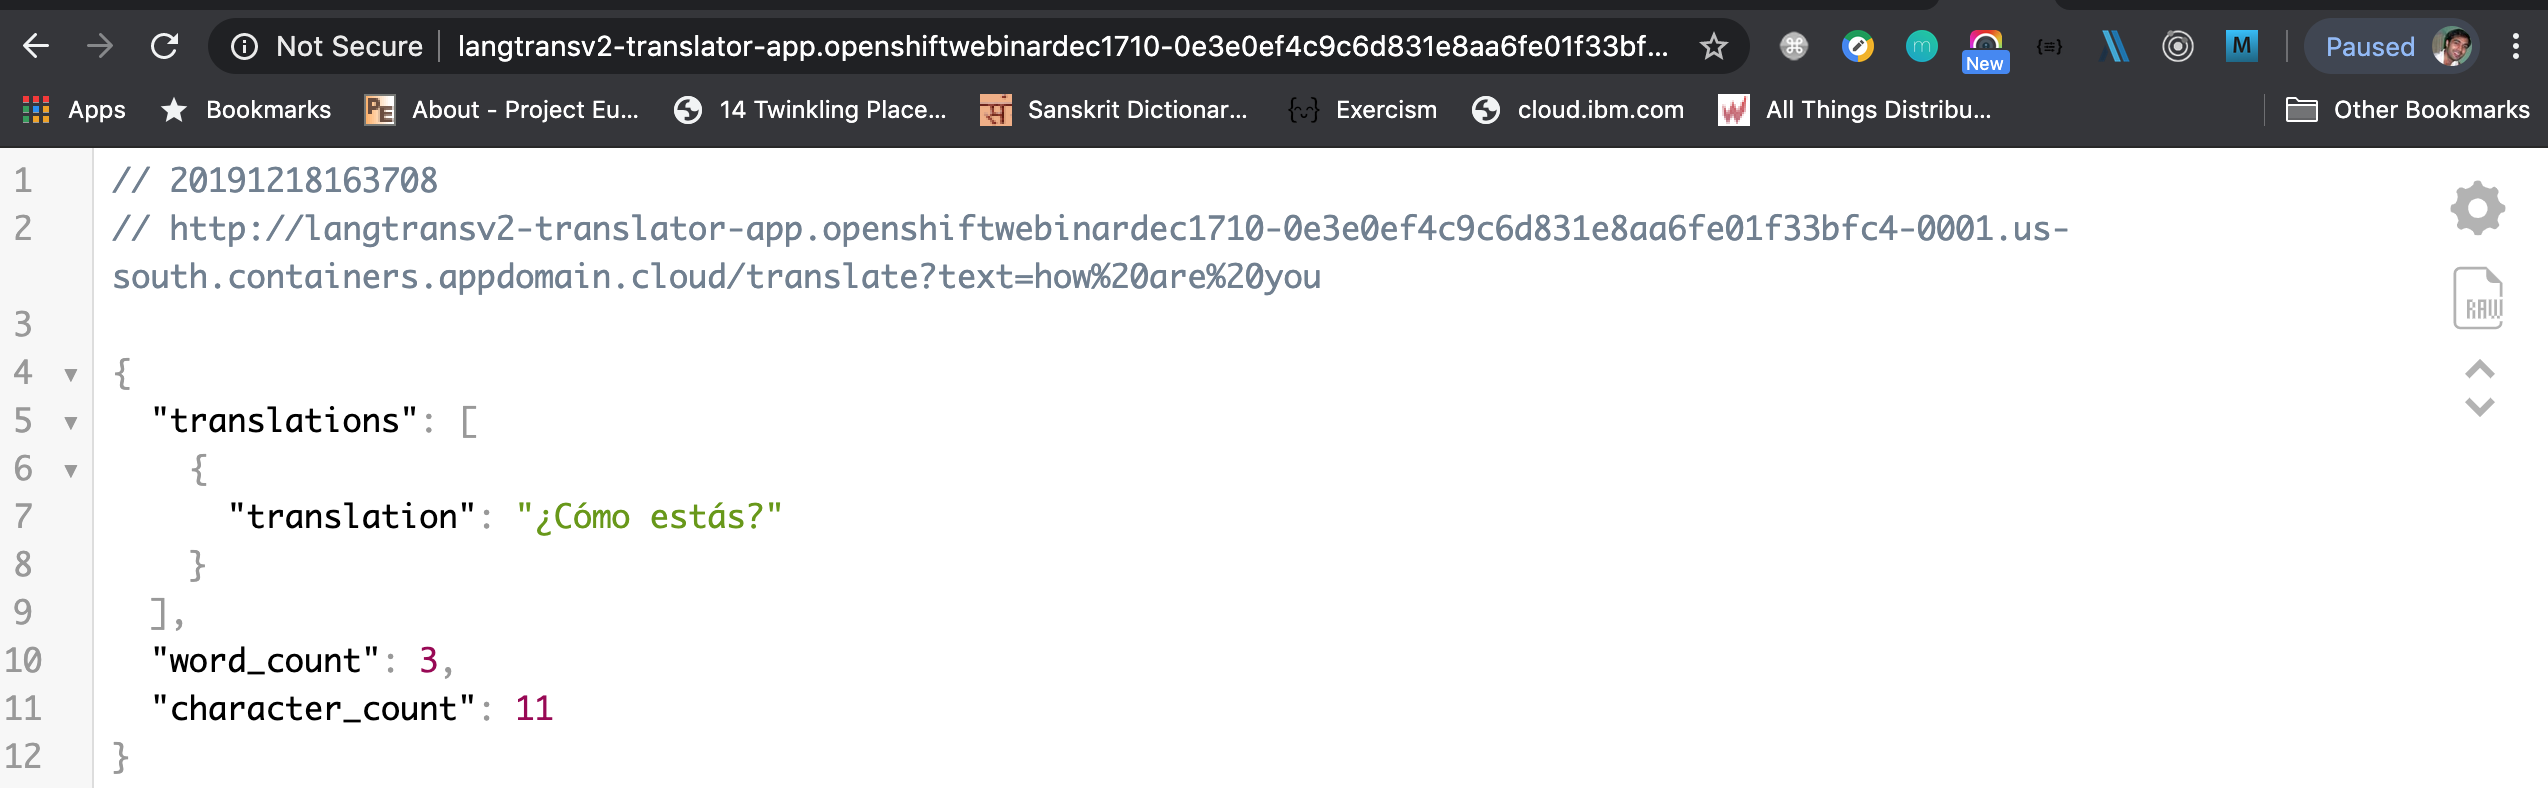 Not Secure langtransv2-translator-app.openshiftwebinardec1710-0e3e0ef4c9c6d831e8aa6fe01f33bf... New Paused
Apps Bookmarks About - Project Eu... 14 Twinkling Place... Sanskrit Dictionar... Exercism cloud.ibm.com All Things Distribu... Other Bookmarks
1 // 20191218163708
2 // http://langtransv2-translator-app.openshiftwebinardec1710-0e3e0ef4c9c6d831e8aa6fe01f33bfc4-0001.us-
south.containers.appdomain.cloud/translate?text=how%20are%20you
RAW
3
4 {
5 "translations": [
6 {
7 "translation": "¿Cómo estás?"
8 }
9 ],
10 "word_count": 3,
11 "character_count": 11
12 }